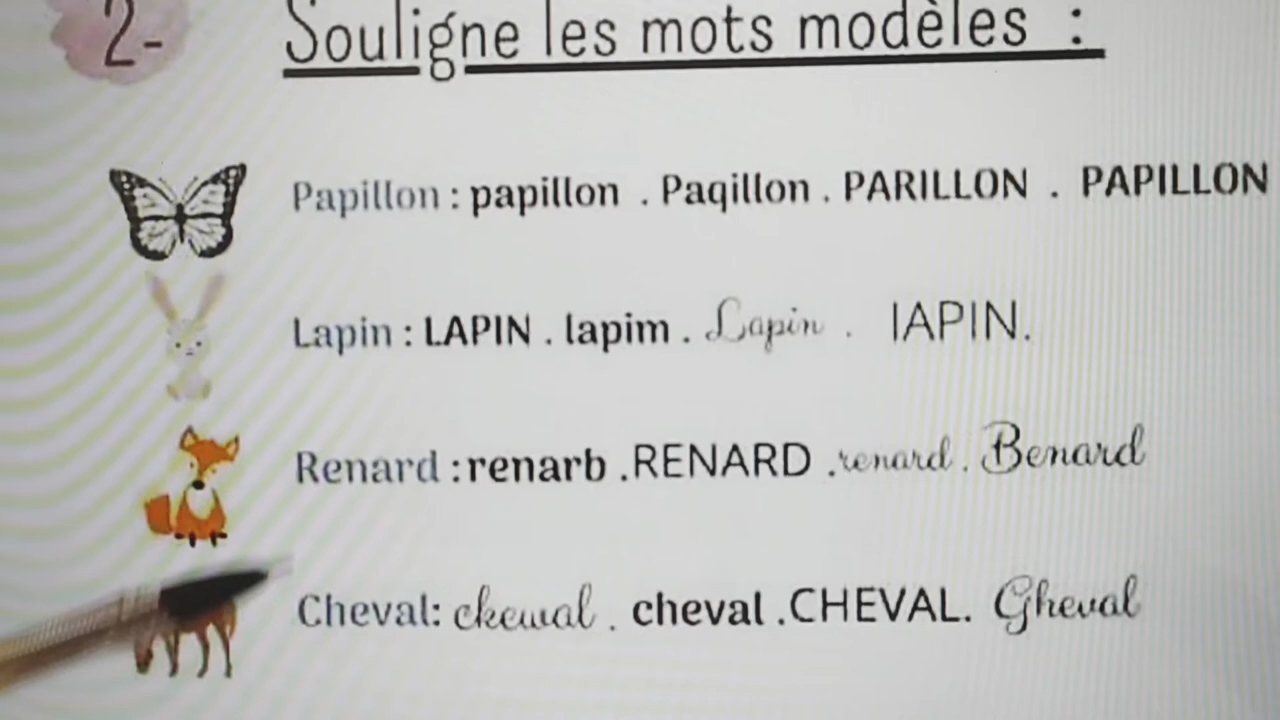 2-
Souligne les mots modèles :
Papillon : papillon . Paqillon . PARILLON . PAPILLON
Lapin : LAPIN . lapim . Lapin . lAPIN.
Renard : renarb .RENARD .renard . Benard
Cheval: ckewal . cheval .CHEVAL. Gheval